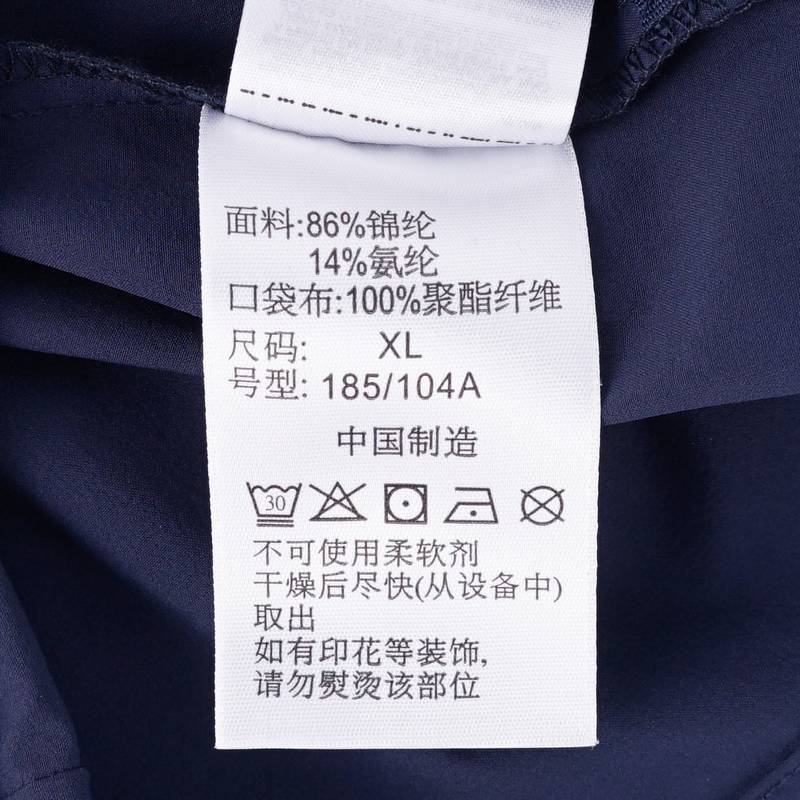 面料:86%锦纶
14%氨纶
口袋布:100%聚酯纤维
尺码: XL
号型: 185/104A
中国制造
30
不可使用柔软剂
干燥后尽快(从设备中)
取出
如有印花等装饰,
请勿熨烫该部位